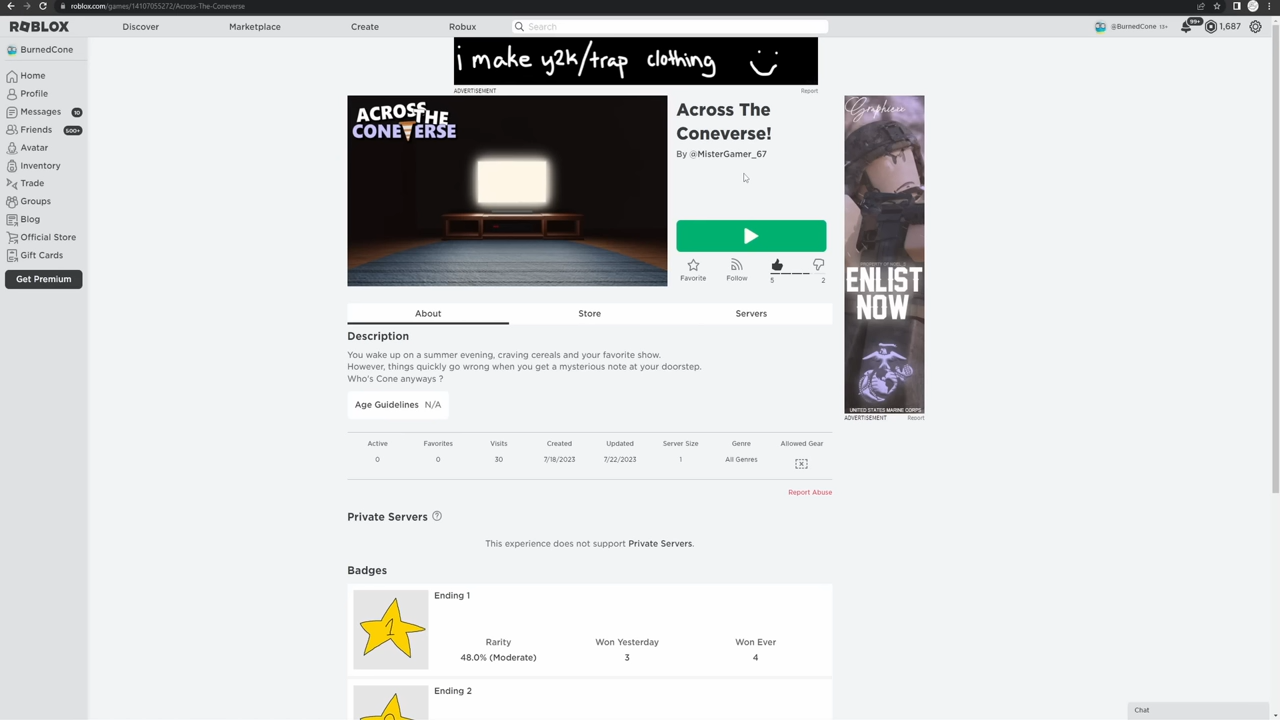 roblox.com/games/14107055272/Across-The-Coneverse
ROBLOX
Discover
Marketplace
Create
Robux
Search
@BurnedCone 13+
99+
1,687
BurnedCone
Home
Profile
Messages 10
Friends 500+
Avatar
Inventory
Trade
Groups
Blog
Official Store
Gift Cards
Get Premium
i make y2k/trap clothing
ADVERTISEMENT
Report
ACROSS THE
CONEVERSE
Across The
Coneverse!
By @MisterGamer_67
Favorite
Follow
5
2
About
Store
Servers
Description
You wake up on a summer evening, craving cereals and your favorite show.
However, things quickly go wrong when you get a mysterious note at your doorstep.
Who's Cone anyways ?
Age Guidelines N/A
Active Favorites Visits Created Updated Server Size Genre Allowed Gear
0 0 30 7/18/2023 7/22/2023 1 All Genres
Report Abuse
Private Servers
This experience does not support Private Servers.
Badges
1
Ending 1
Rarity Won Yesterday Won Ever
48.0% (Moderate) 3 4
Ending 2
ENLIST
NOW
UNITED STATES MARINE CORPS
ADVERTISEMENT
Report
Chat